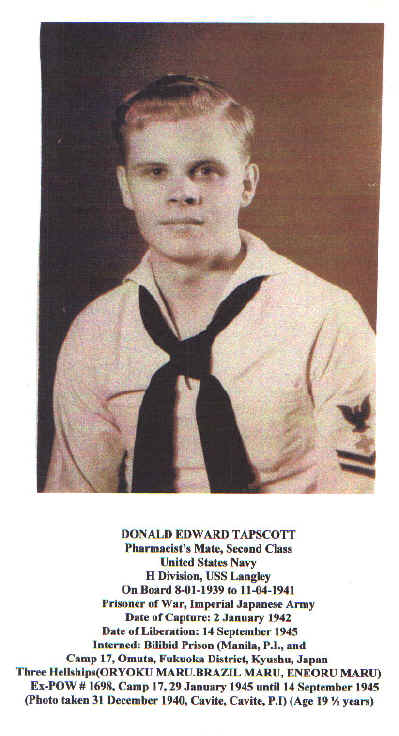 DONALD EDWARD TAPSCOTT
Pharmacist's Mate, Second Class
United States Navy
H Division, USS Langley
On Board 8-01-1939 to 11-04-1941
Prisoner of War, Imperial Japanese Army
Date of Capture: 2 January 1942
Date of Liberation: 14 September 1945
Interned: Bilibid Prison (Manila, P.I., and
Camp 17, Omuta, Fukuoka District, Kyushu, Japan
Three Hellships(ORYOKU MARU.BRAZIL MARU, ENEORU MARU)
Ex-POW # 1698, Camp 17, 29 January 1945 until 14 September 1945
(Photo taken 31 December 1940, Cavite, Cavite, P.I) (Age 19 ½ years)